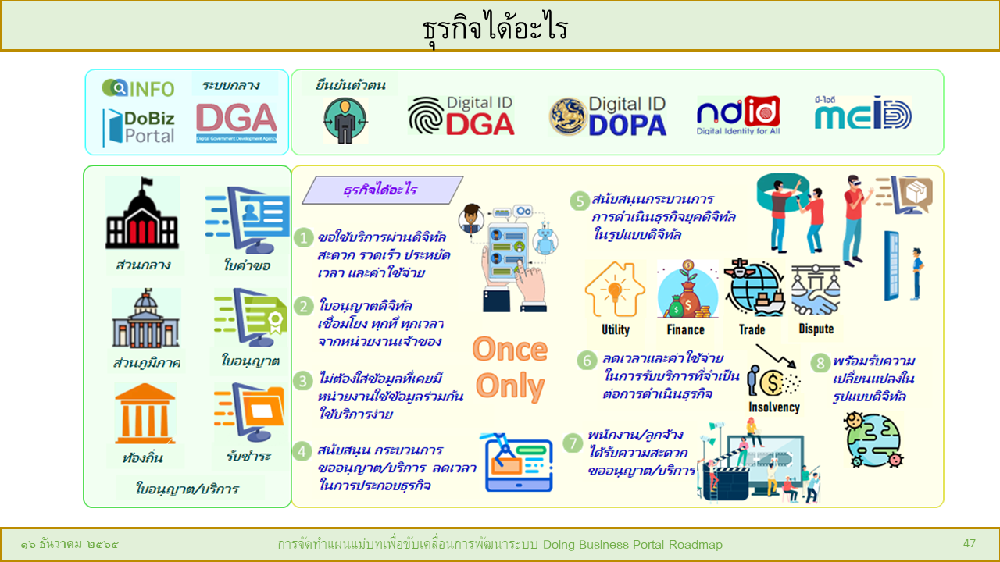 ธุรกิจได้อะไร
INFO
ระบบกลาง
DoBiz
Portal
DGA
Digital Government Development Agency
ยืนยันตัวตน
Digital ID
DGA
Digital ID
DOPA
ndid
Digital Identity for All
มี-ไอดี
meiD
ส่วนกลาง
ใบคำขอ
ส่วนภูมิภาค
ใบอนุญาต
ท้องถิ่น
รับชำระ
ใบอนุญาต/บริการ
ธุรกิจได้อะไร
1 ขอใช้บริการผ่านดิจิทัล
สะดวก รวดเร็ว ประหยัด
เวลา และค่าใช้จ่าย
2 ใบอนุญาตดิจิทัล
เชื่อมโยง ทุกที่ ทุกเวลา
จากหน่วยงานเจ้าของ
3 ไม่ต้องใส่ข้อมูลที่เคยมี
หน่วยงานใช้ข้อมูลร่วมกัน
ใช้บริการง่าย
4 สนับสนุน กระบวนการ
ขออนุญาต/บริการ ลดเวลา
ในการประกอบธุรกิจ
Once
Only
5 สนับสนุนกระบวนการ
การดำเนินธุรกิจยุคดิจิทัล
ในรูปแบบดิจิทัล
Utility
Finance
Trade
Dispute
6 ลดเวลาและค่าใช้จ่าย
ในการรับบริการที่จำเป็น
ต่อการดำเนินธุรกิจ
Insolvency
7 พนักงาน/ลูกจ้าง
ได้รับความสะดวก
ขออนุญาต/บริการ
8 พร้อมรับความ
เปลี่ยนแปลงใน
รูปแบบดิจิทัล
๑๖ ธันวาคม ๒๕๖๕
การจัดทำแผนแม่บทเพื่อขับเคลื่อนการพัฒนาระบบ Doing Business Portal Roadmap
47